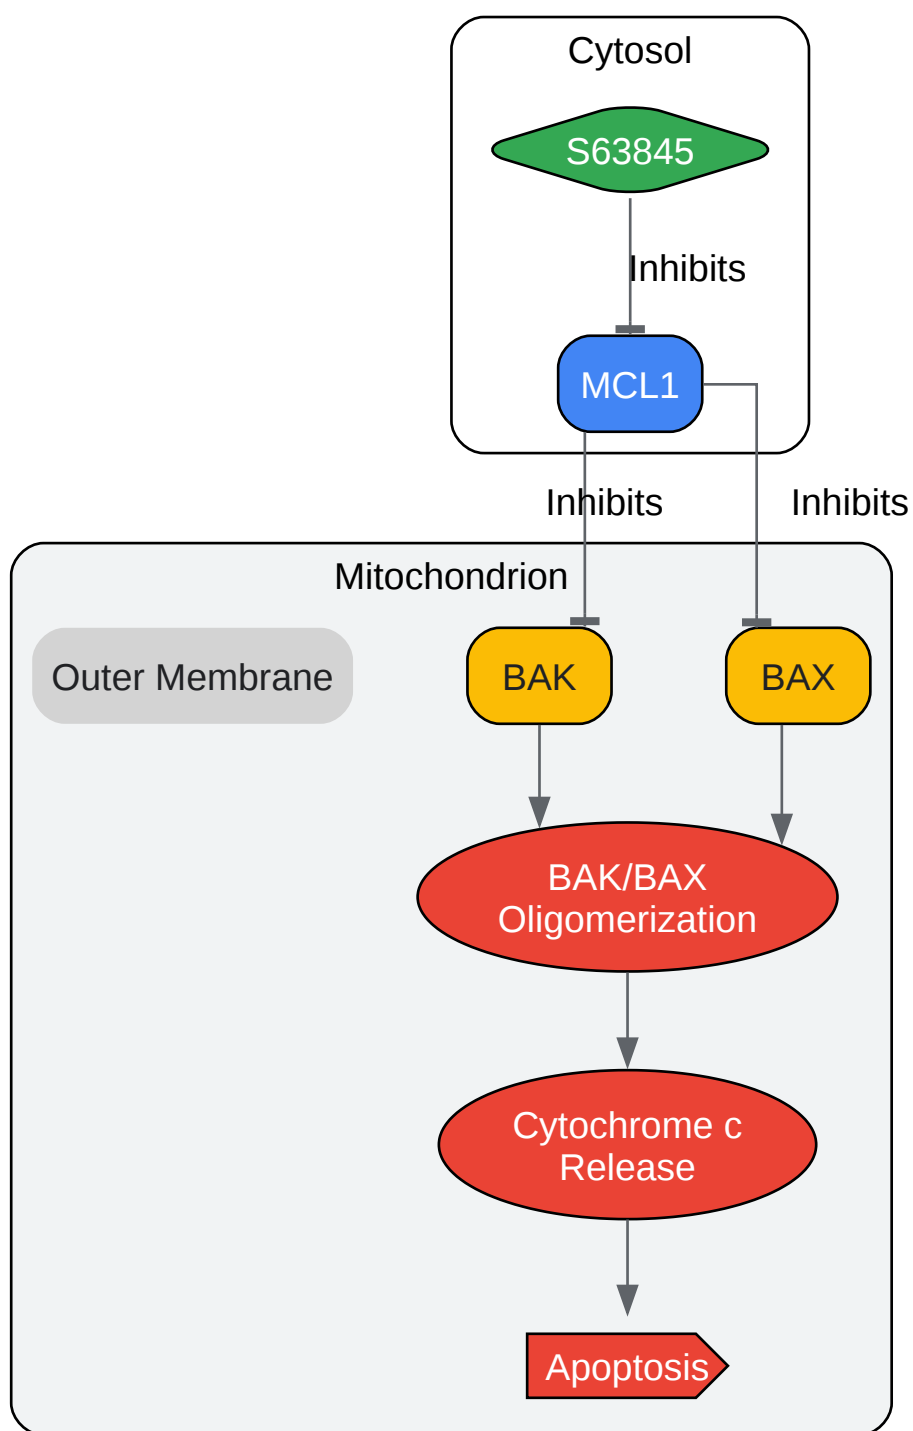 Cytosol
S63845
Inhibits
MCL1
Inhibits
Inhibits
Mitochondrion
Outer Membrane
BAK
BAX
BAK/BAX
Oligomerization
Cytochrome c
Release
Apoptosis